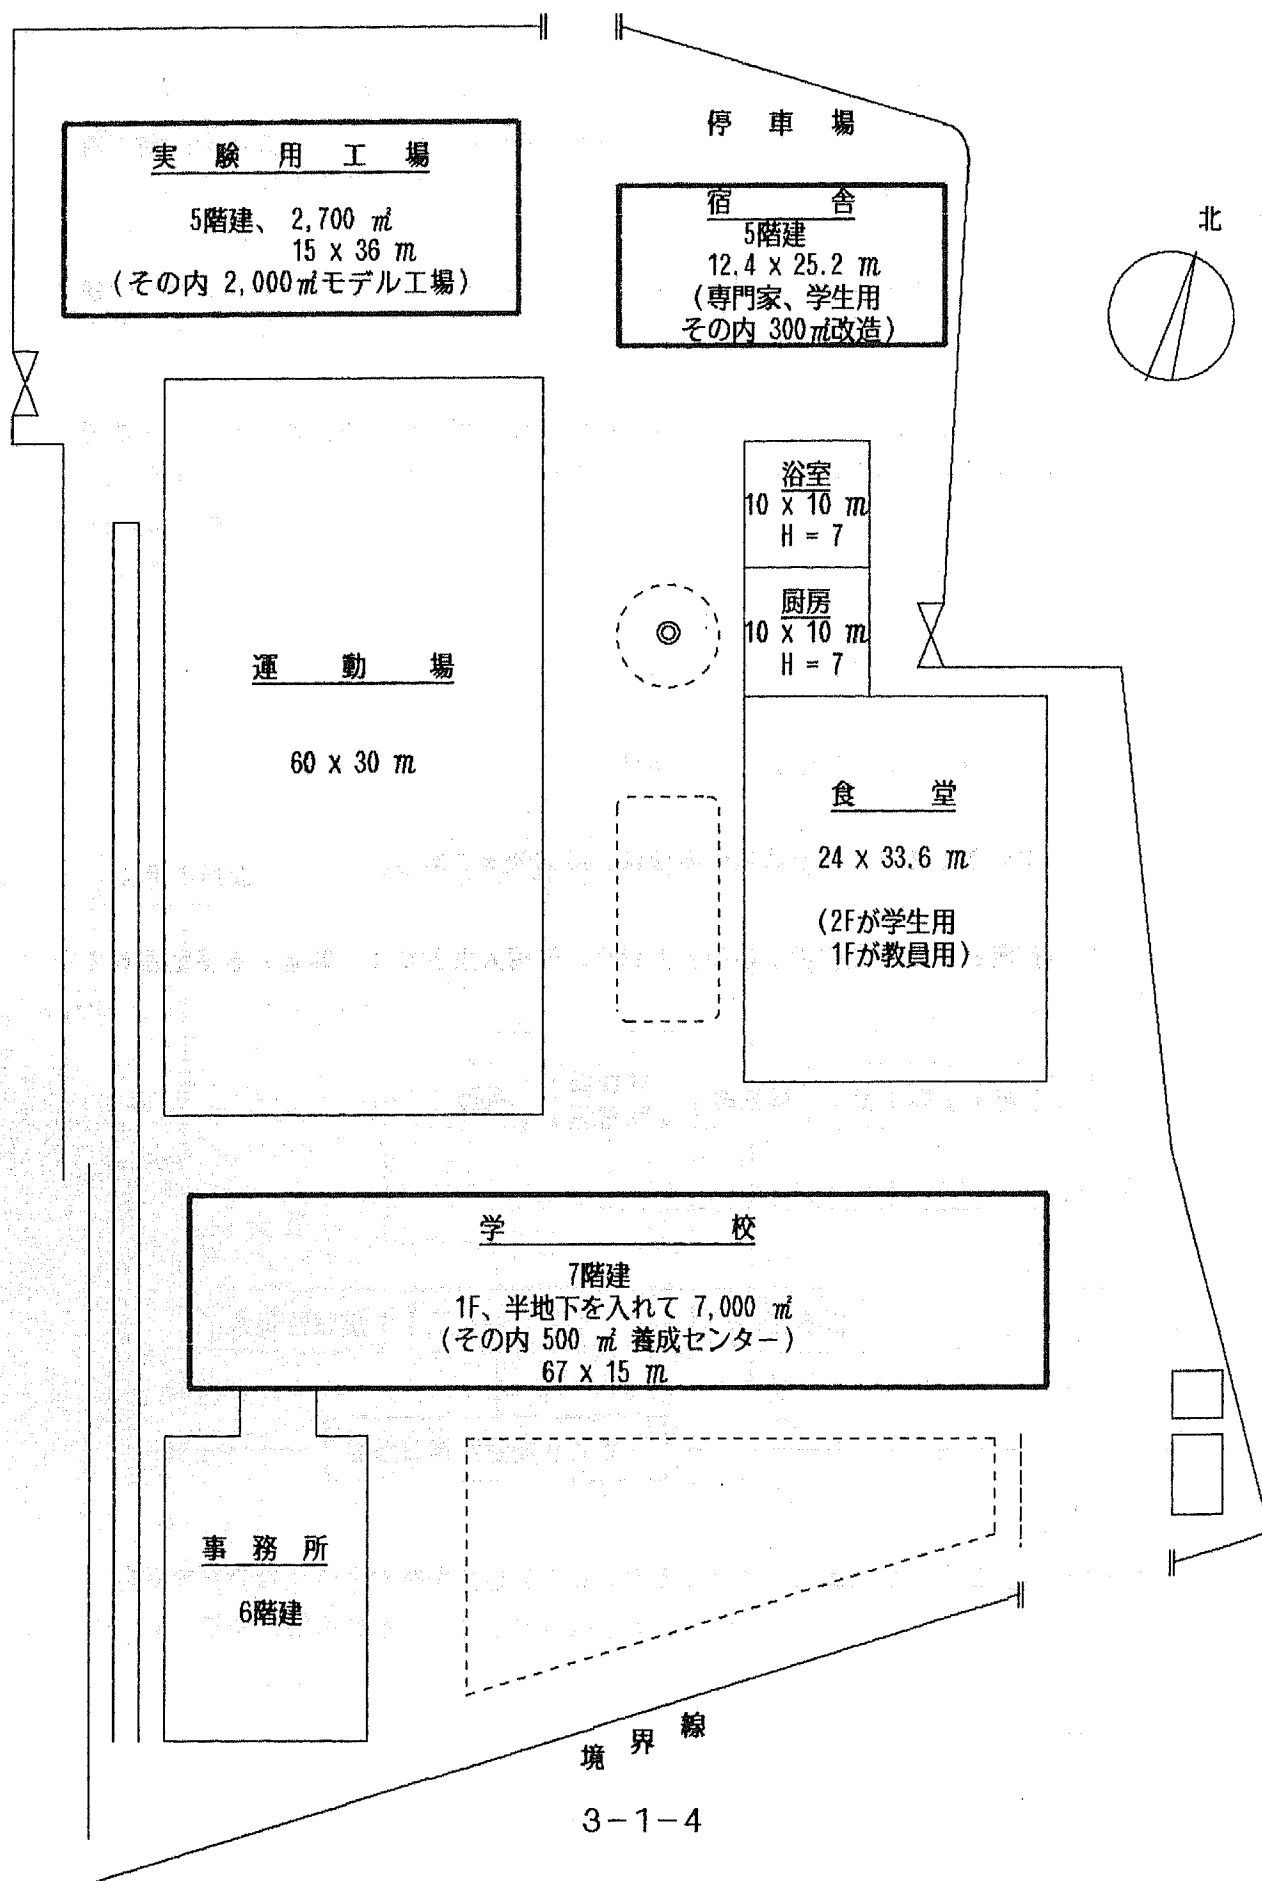 停 車 場
実 験 用 工 場
5階建、 2,700 ㎡
15 x 36 m
(その内 2,000㎡モデル工場)
宿 舎
5階建
12.4 x 25.2 m
(専門家、学生用
その内 300㎡改造)
北
浴室
10 x 10 m
H = 7
厨房
10 x 10 m
H = 7
運 動 場
60 x 30 m
食 堂
24 x 33.6 m
(2Fが学生用
1Fが教員用)
学 校
7階建
1F、半地下を入れて 7,000 ㎡
(その内 500 ㎡ 養成センター)
67 x 15 m
事 務 所
6階建
境 界 線
3-1-4